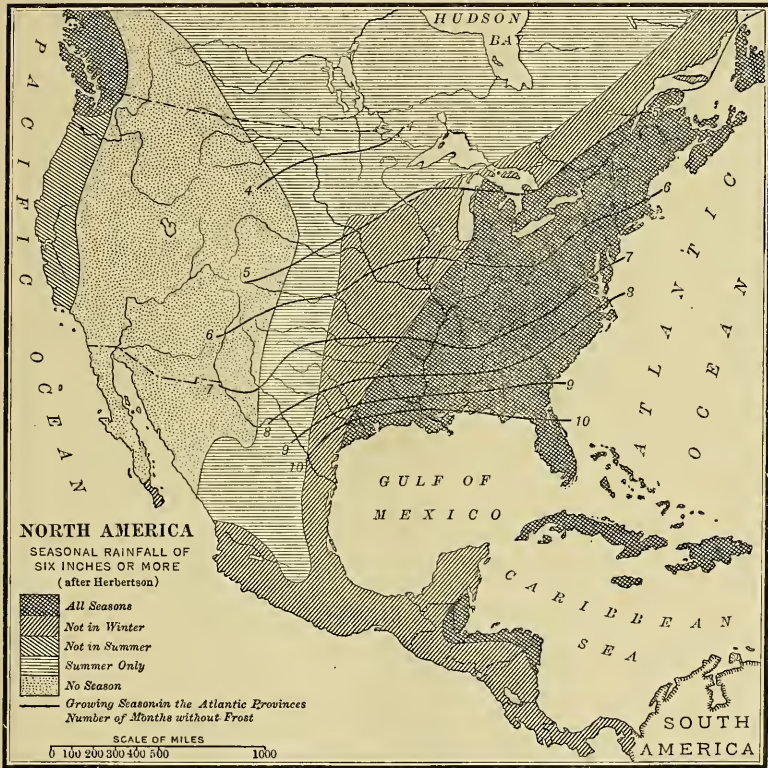 HUDSON
BAY
PACIFIC OCEAN
ATLANTIC OCEAN
4
4
5
6
7
8
9
10
6
7
8
9
10
GULF OF
MEXICO
CARIBBEAN
SEA
SOUTH
AMERICA
NORTH AMERICA
SEASONAL RAINFALL OF
SIX INCHES OR MORE
(after Herbertson)
All Seasons
Not in Winter
Not in Summer
Summer Only
No Season
Growing Season in the Atlantic Provinces
Number of Months without Frost
SCALE OF MILES
0 100 200 300 400 500 1000